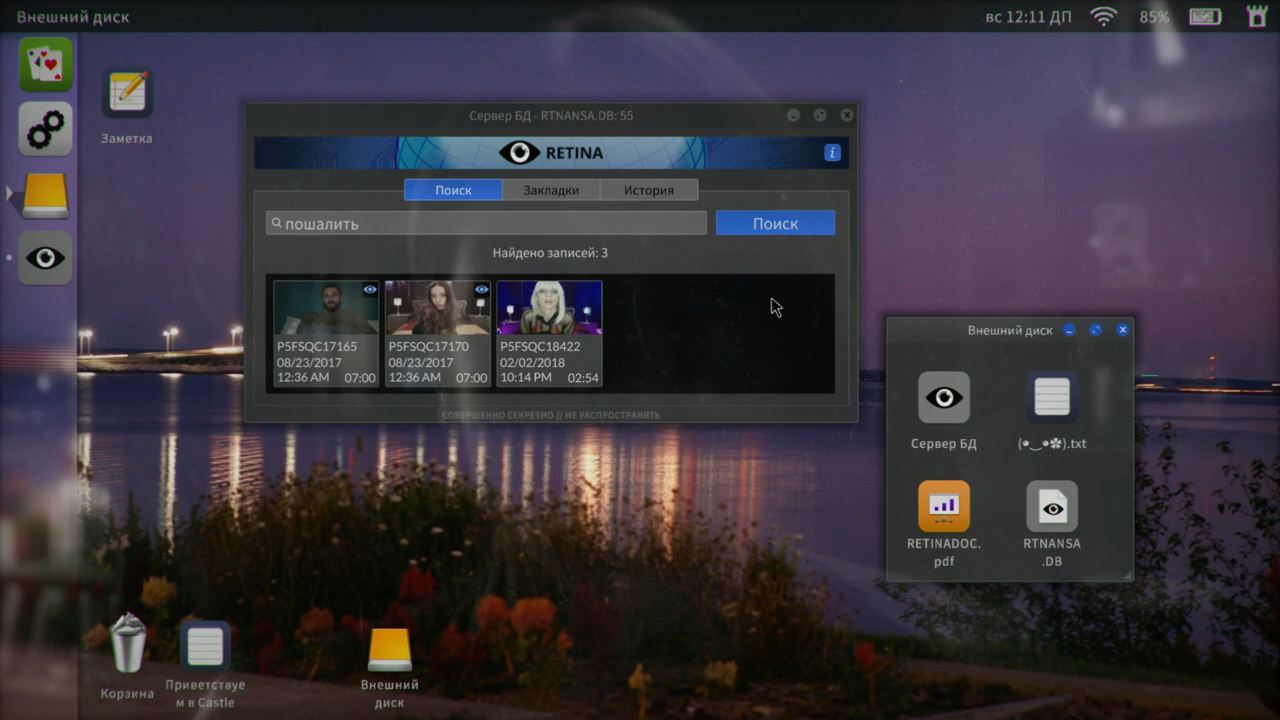 Внешний диск
вс 12:11 ДП
85%
Заметка
Сервер БД - RTNANSA.DB: 55
RETINA
i
Поиск
Закладки
История
пошалить
Поиск
Найдено записей: 3
P5FSQC17165
08/23/2017
12:36 AM 07:00
P5FSQC17170
08/23/2017
12:36 AM 07:00
P5FSQC18422
02/02/2018
10:14 PM 02:54
СОВЕРШЕННО СЕКРЕТНО // НЕ РАСПРОСТРАНЯТЬ
Внешний диск
Сервер БД
(•‿•✿).txt
RETINADOC.
pdf
RTNANSA
.DB
Корзина
Приветствуе
м в Castle
Внешний
диск